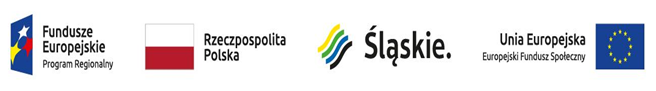 Fundusze
Europejskie
Program Regionalny
Rzeczpospolita
Polska
Śląskie.
Unia Europejska
Europejski Fundusz Społeczny